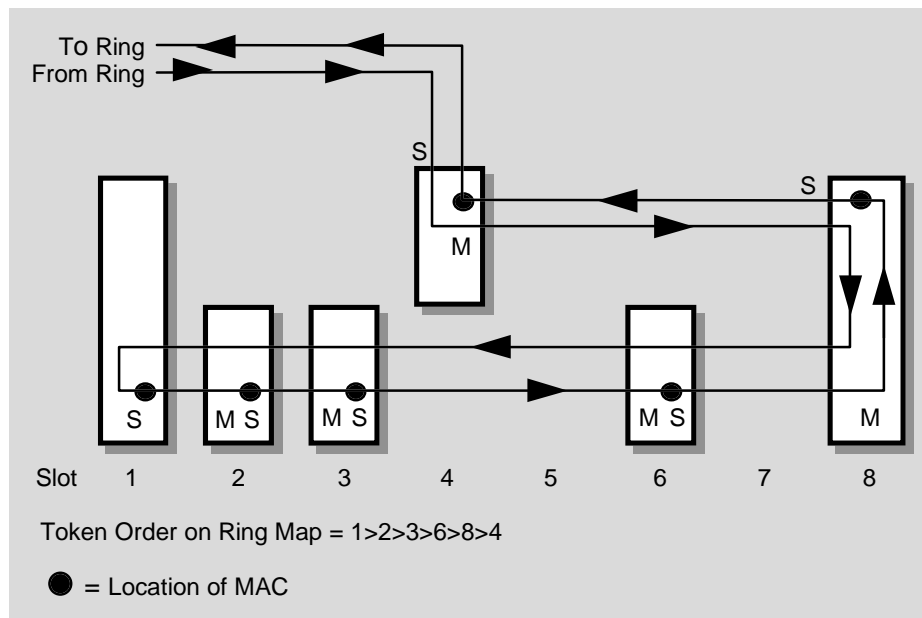 To Ring
From Ring
S
S
M
S
M S
M S
M S
M
Slot 1 2 3 4 5 6 7 8
Token Order on Ring Map = 1>2>3>6>8>4
= Location of MAC